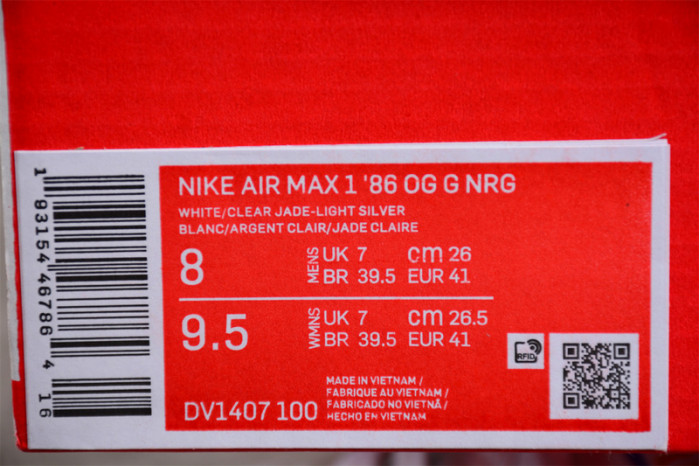 NIKE AIR MAX 1 '86 OG G NRG
WHITE/CLEAR JADE-LIGHT SILVER
BLANC/ARGENT CLAIR/JADE CLAIRE
8 MENS UK 7 cm 26
BR 39.5 EUR 41
9.5 WMNS UK 7 cm 26.5
BR 39.5 EUR 41
RFID
MADE IN VIETNAM /
FABRIQUE AU VIETNAM /
FABRICADO NO VIETNÃ /
HECHO EN VIETNAM
DV1407 100
1 93154 46786 4 16